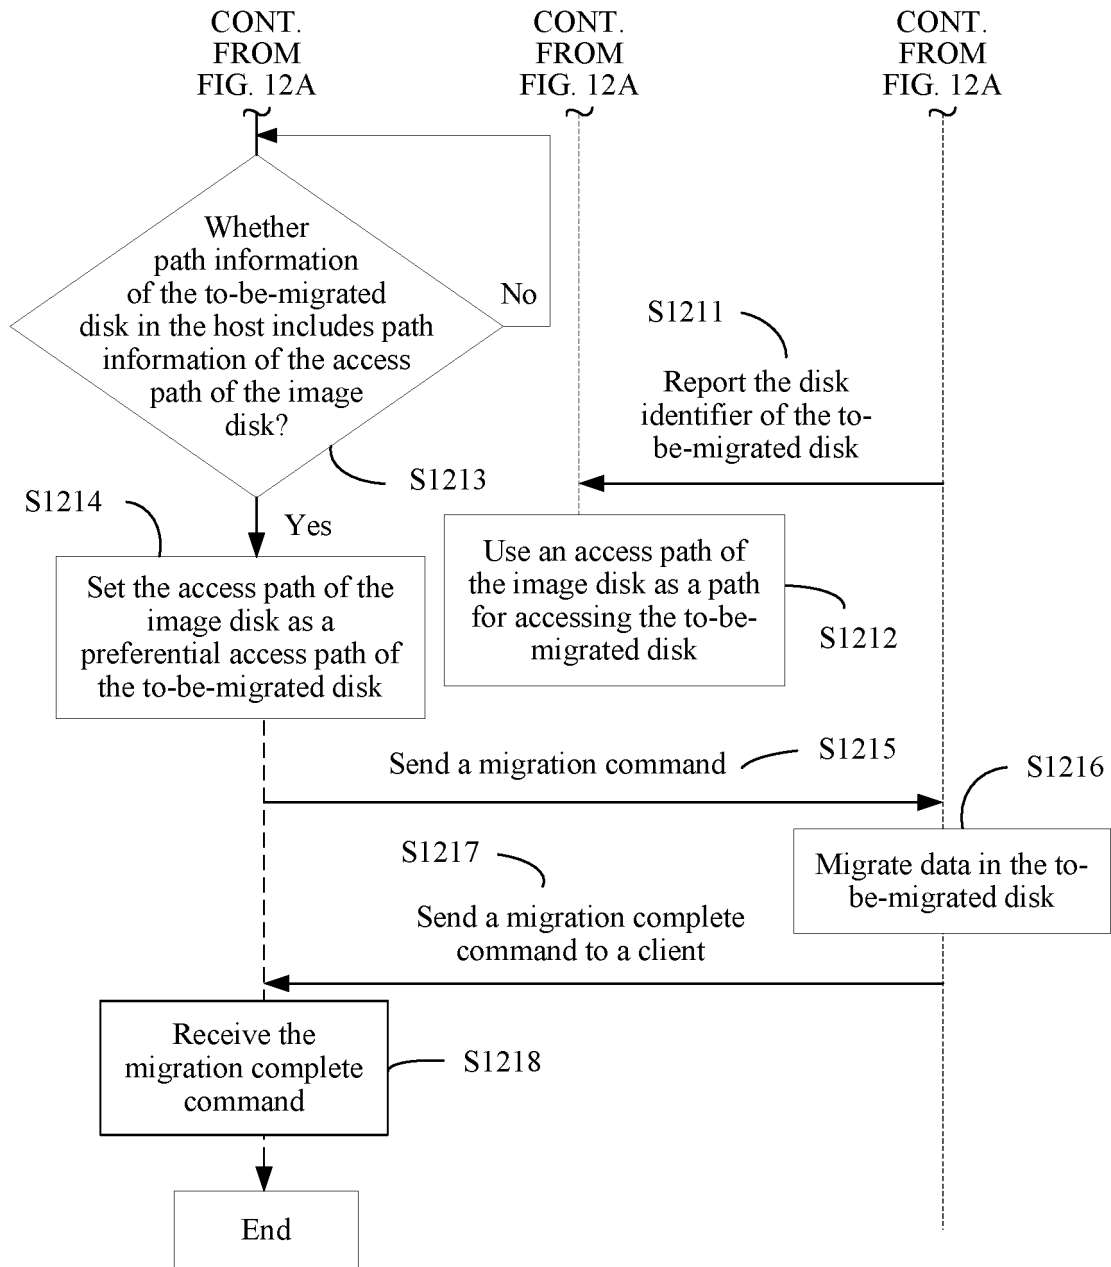 CONT.
FROM
FIG. 12A
CONT.
FROM
FIG. 12A
CONT.
FROM
FIG. 12A
Whether
path information
of the to-be-migrated
disk in the host includes path
information of the access
path of the image
disk?
No
S1211
Report the disk
identifier of the to-
be-migrated disk
S1213
S1214
Yes
Set the access path of the
image disk as a
preferential access path of
the to-be-migrated disk
Use an access path of
the image disk as a path
for accessing the to-be-
migrated disk
S1212
Send a migration command
S1215
S1216
Migrate data in the to-
be-migrated disk
S1217
Send a migration complete
command to a client
Receive the
migration complete
command
S1218
End